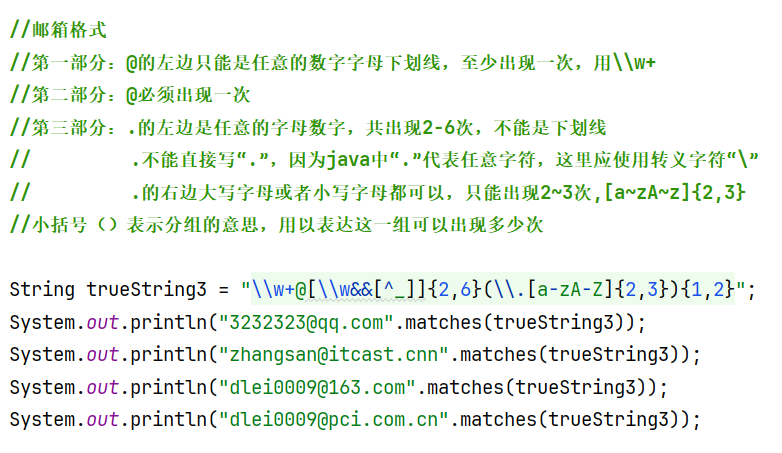 //邮箱格式
//第一部分：@的左边只能是任意的数字字母下划线，至少出现一次，用\\w+
//第二部分：@必须出现一次
//第三部分：.的左边是任意的字母数字，共出现2-6次，不能是下划线
//         .不能直接写“.”，因为java中“.”代表任意字符，这里应使用转义字符“\”
//         .的右边大写字母或者小写字母都可以，只能出现2~3次,[a~zA~z]{2,3}
//小括号（）表示分组的意思，用以表达这一组可以出现多少次
String trueString3 = "\\w+@[\\w&&[^_]]{2,6}(\\.[a-zA-Z]{2,3}){1,2}";
System.out.println("3232323@qq.com".matches(trueString3));
System.out.println("zhangsan@itcast.cnn".matches(trueString3));
System.out.println("dlei0009@163.com".matches(trueString3));
System.out.println("dlei0009@pci.com.cn".matches(trueString3));